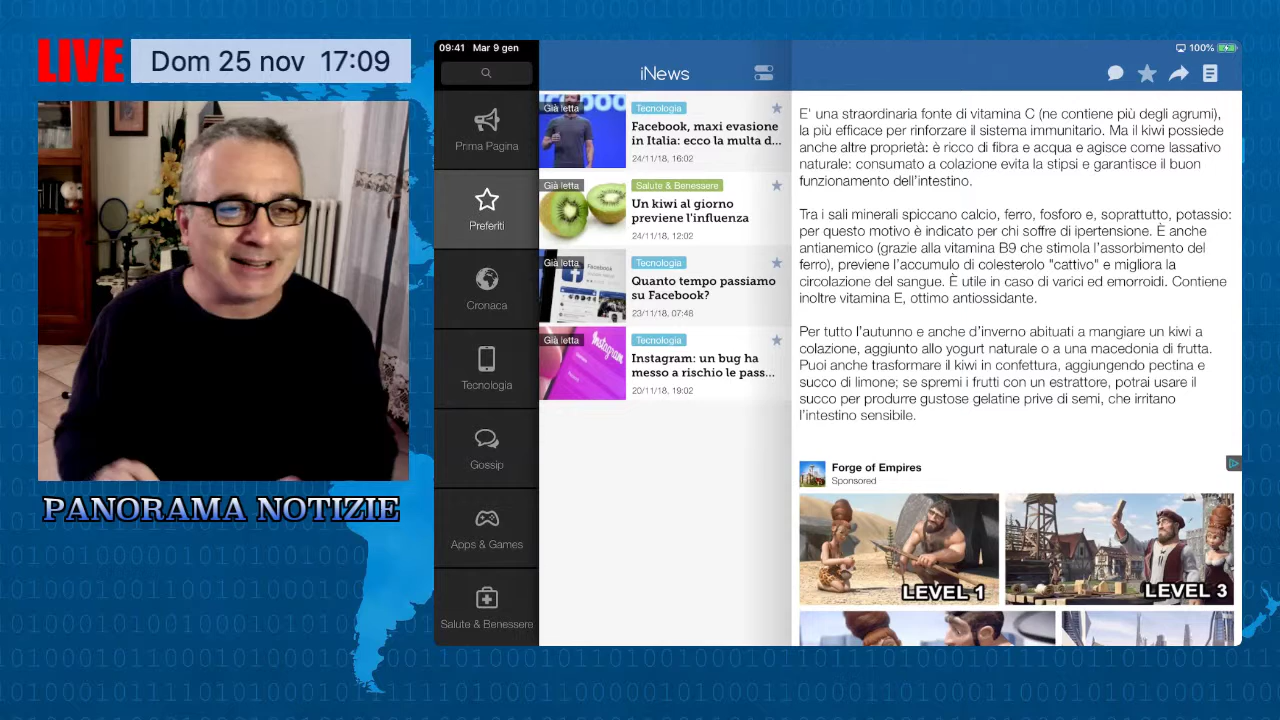 LIVE
Dom 25 nov 17:09
PANORAMA NOTIZIE
09:41 Mar 9 gen
100%
iNews
Prima Pagina
Preferiti
Cronaca
Tecnologia
Gossip
Apps & Games
Salute & Benessere
Già letta
Tecnologia
Facebook, maxi evasione
in Italia: ecco la multa d...
24/11/18, 16:02
Già letta
Salute & Benessere
Un kiwi al giorno
previene l'influenza
24/11/18, 12:02
Già letta
Tecnologia
Quanto tempo passiamo
su Facebook?
23/11/18, 07:48
Già letta
Tecnologia
Instagram: un bug ha
messo a rischio le pass...
20/11/18, 19:02
E' una straordinaria fonte di vitamina C (ne contiene più degli agrumi),
la più efficace per rinforzare il sistema immunitario. Ma il kiwi possiede
anche altre proprietà: è ricco di fibra e acqua e agisce come lassativo
naturale: consumato a colazione evita la stipsi e garantisce il buon
funzionamento dell'intestino.
Tra i sali minerali spiccano calcio, ferro, fosforo e, soprattutto, potassio:
per questo motivo è indicato per chi soffre di ipertensione. È anche
antianemico (grazie alla vitamina B9 che stimola l'assorbimento del
ferro), previene l'accumulo di colesterolo "cattivo" e migliora la
circolazione del sangue. È utile in caso di varici ed emorroidi. Contiene
inoltre vitamina E, ottimo antiossidante.
Per tutto l'autunno e anche d'inverno abituati a mangiare un kiwi a
colazione, aggiunto allo yogurt naturale o a una macedonia di frutta.
Puoi anche trasformare il kiwi in confettura, aggiungendo pectina e
succo di limone; se spremi i frutti con un estrattore, potrai usare il
succo per produrre gustose gelatine prive di semi, che irritano
l'intestino sensibile.
Forge of Empires
Sponsored
LEVEL 1
LEVEL 3